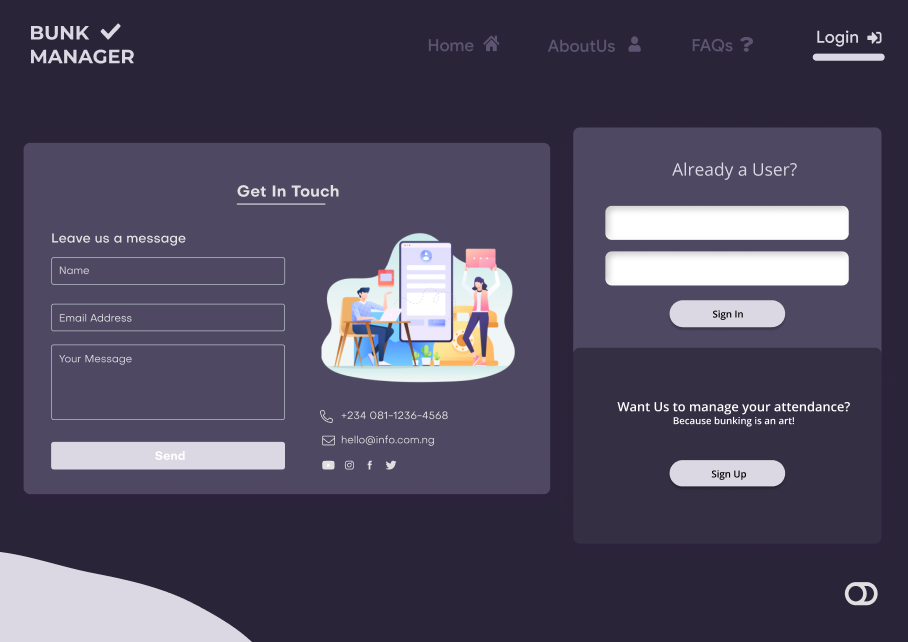 BUNK
MANAGER
Home
AboutUs
FAQs ?
Login
Get In Touch
Leave us a message
Name
Email Address
Your Message
Send
+234 081-1236-4568
hello@info.com.ng
Already a User?
Sign In
Want Us to manage your attendance?
Because bunking is an art!
Sign Up